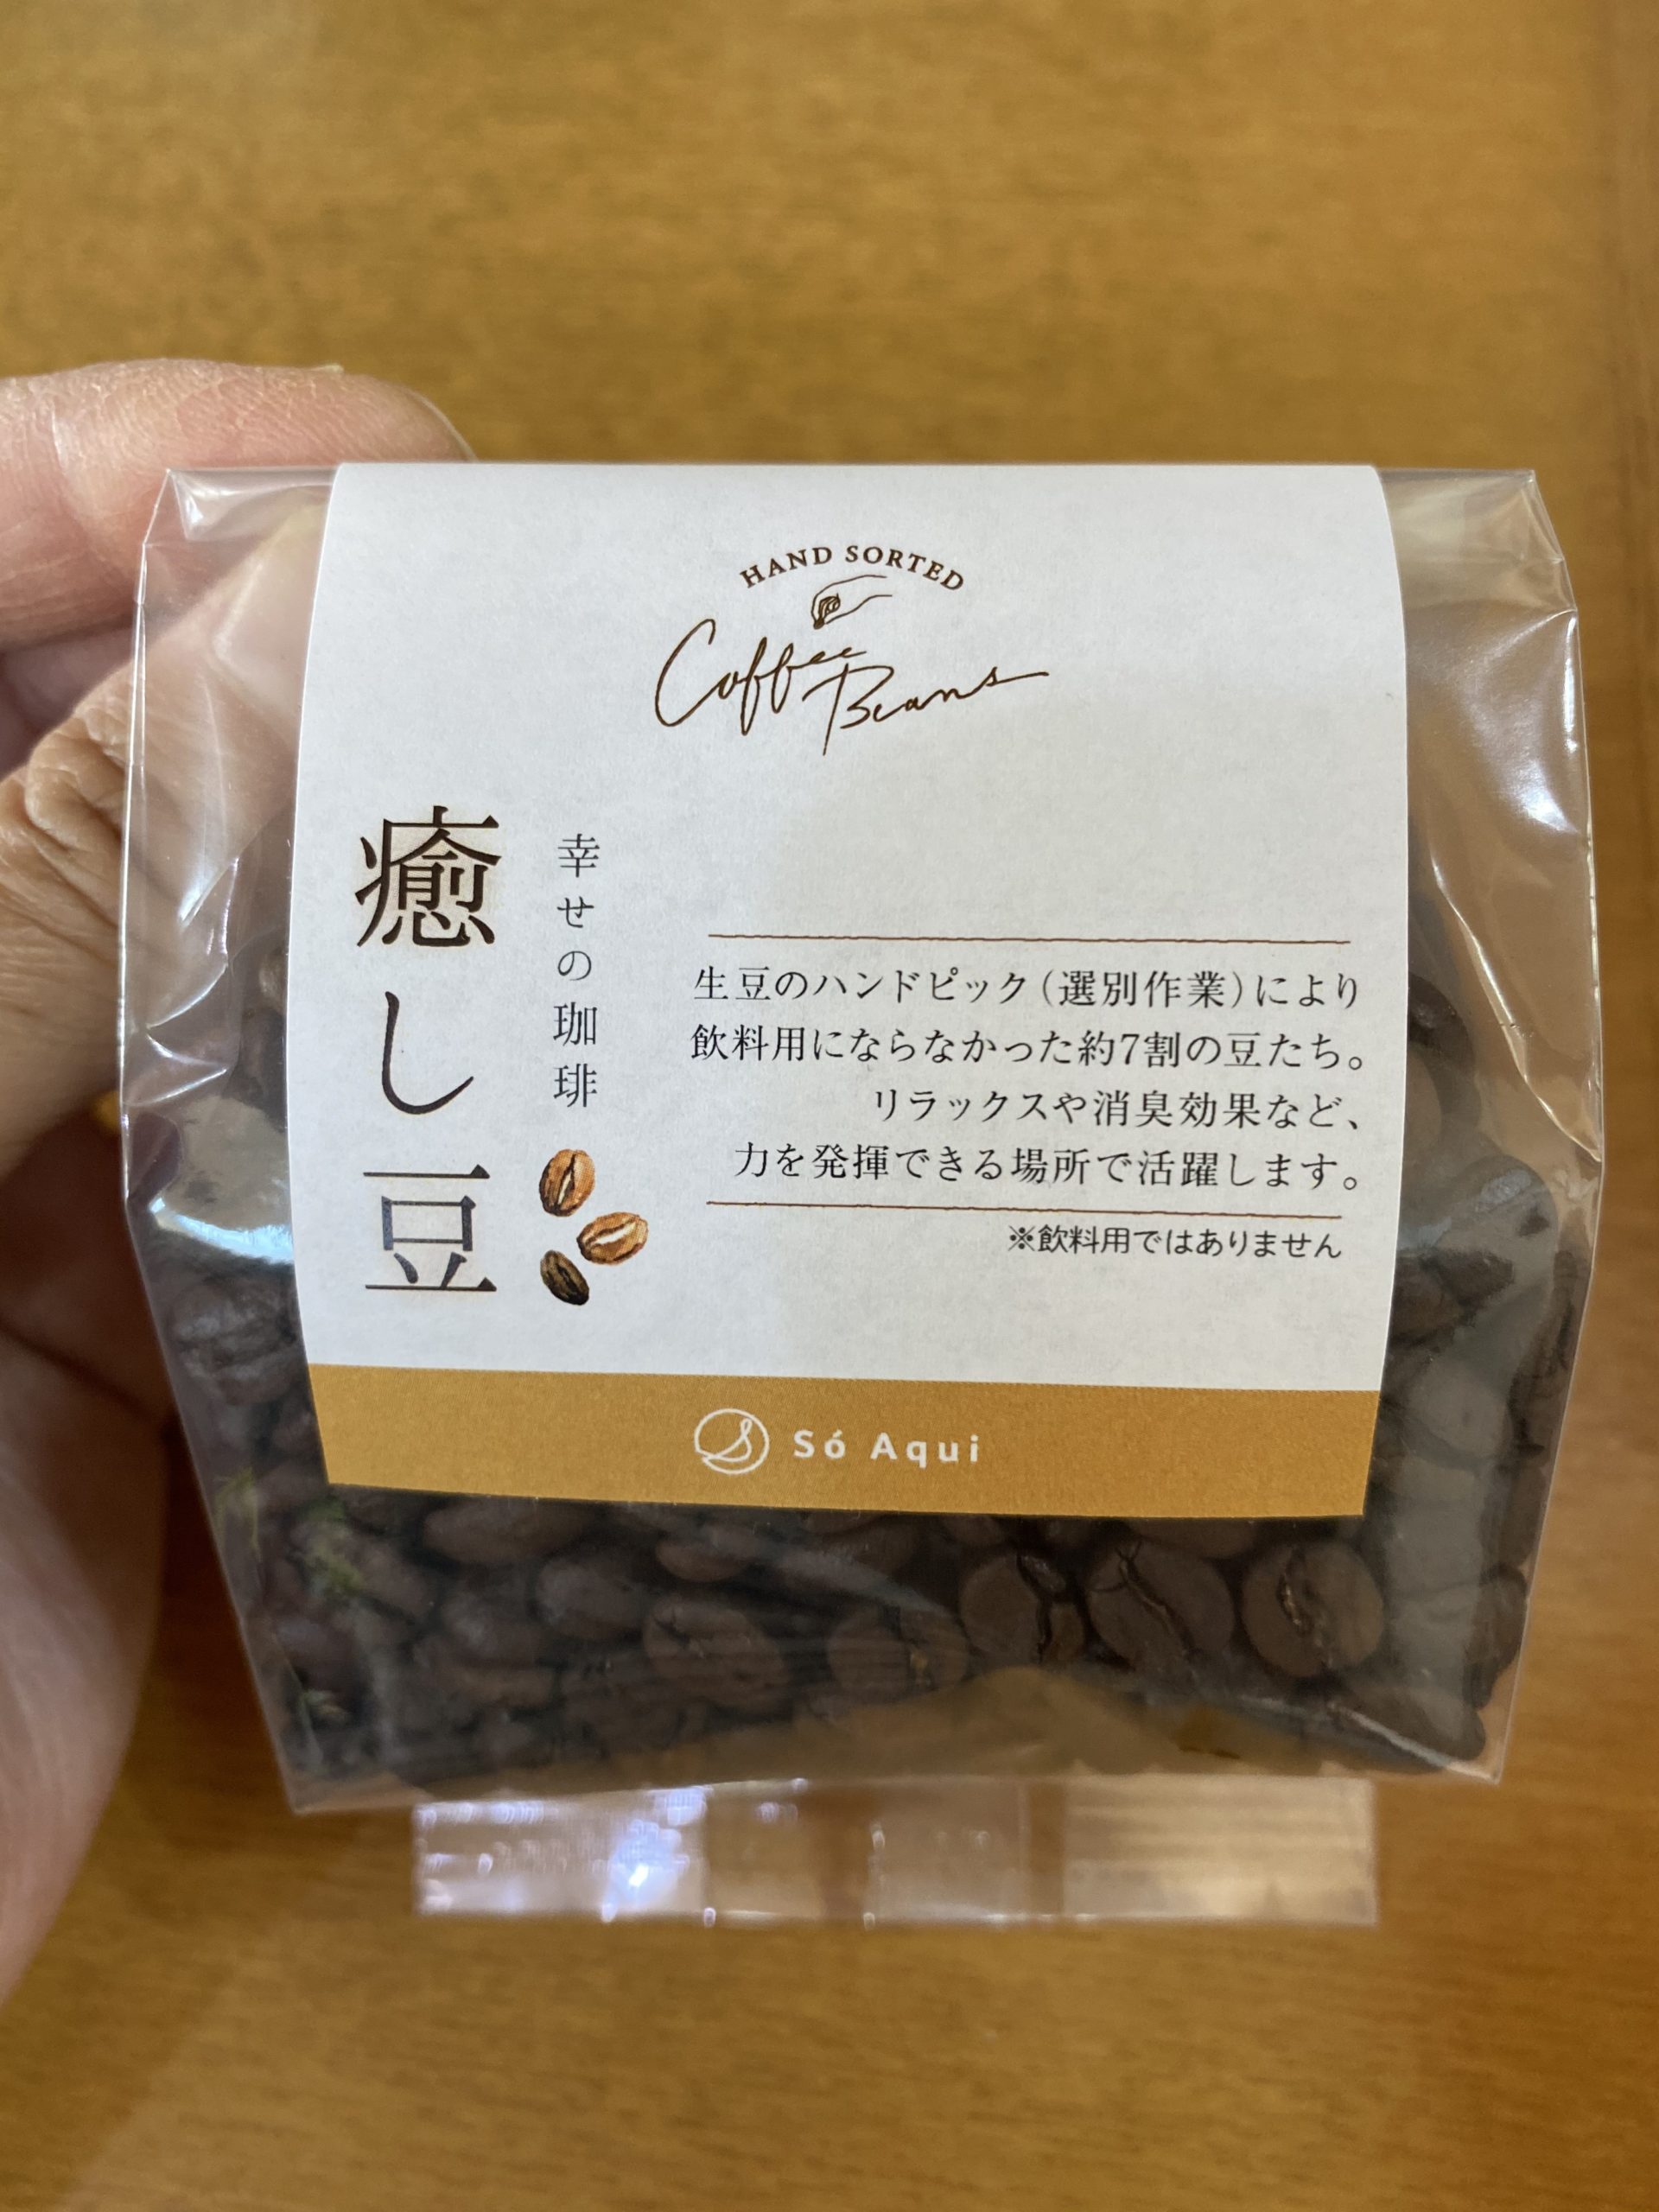 HAND SORTED
Coffee
Beans
癒し豆
幸せの珈琲
生豆のハンドピック（選別作業）により
飲料用にならなかった約7割の豆たち。
リラックスや消臭効果など、
力を発揮できる場所で活躍します。
※飲料用ではありません
Só Aqui